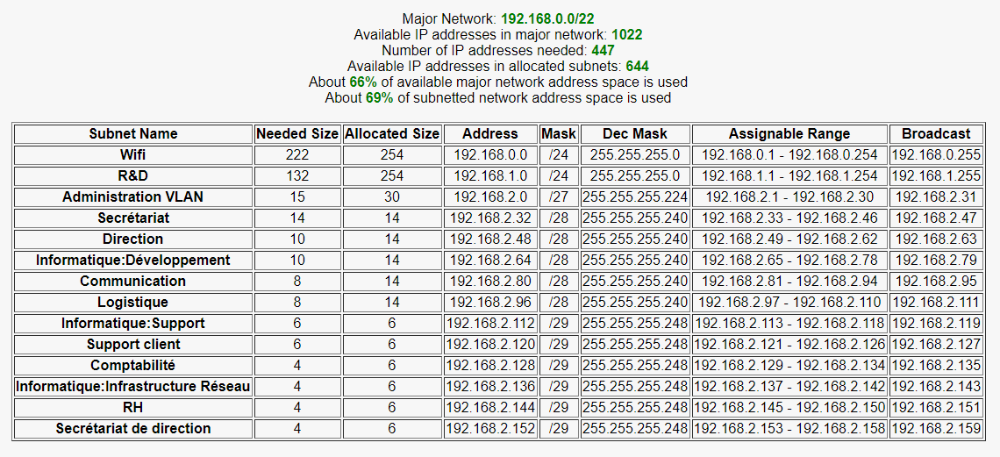 Major Network: 192.168.0.0/22
Available IP addresses in major network: 1022
Number of IP addresses needed: 447
Available IP addresses in allocated subnets: 644
About 66% of available major network address space is used
About 69% of subnetted network address space is used
Subnet Name Needed Size Allocated Size Address Mask Dec Mask Assignable Range Broadcast
Wifi 222 254 192.168.0.0 /24 255.255.255.0 192.168.0.1 - 192.168.0.254 192.168.0.255
R&D 132 254 192.168.1.0 /24 255.255.255.0 192.168.1.1 - 192.168.1.254 192.168.1.255
Administration VLAN 15 30 192.168.2.0 /27 255.255.255.224 192.168.2.1 - 192.168.2.30 192.168.2.31
Secrétariat 14 14 192.168.2.32 /28 255.255.255.240 192.168.2.33 - 192.168.2.46 192.168.2.47
Direction 10 14 192.168.2.48 /28 255.255.255.240 192.168.2.49 - 192.168.2.62 192.168.2.63
Informatique:Développement 10 14 192.168.2.64 /28 255.255.255.240 192.168.2.65 - 192.168.2.78 192.168.2.79
Communication 8 14 192.168.2.80 /28 255.255.255.240 192.168.2.81 - 192.168.2.94 192.168.2.95
Logistique 8 14 192.168.2.96 /28 255.255.255.240 192.168.2.97 - 192.168.2.110 192.168.2.111
Informatique:Support 6 6 192.168.2.112 /29 255.255.255.248 192.168.2.113 - 192.168.2.118 192.168.2.119
Support client 6 6 192.168.2.120 /29 255.255.255.248 192.168.2.121 - 192.168.2.126 192.168.2.127
Comptabilité 4 6 192.168.2.128 /29 255.255.255.248 192.168.2.129 - 192.168.2.134 192.168.2.135
Informatique:Infrastructure Réseau 4 6 192.168.2.136 /29 255.255.255.248 192.168.2.137 - 192.168.2.142 192.168.2.143
RH 4 6 192.168.2.144 /29 255.255.255.248 192.168.2.145 - 192.168.2.150 192.168.2.151
Secrétariat de direction 4 6 192.168.2.152 /29 255.255.255.248 192.168.2.153 - 192.168.2.158 192.168.2.159